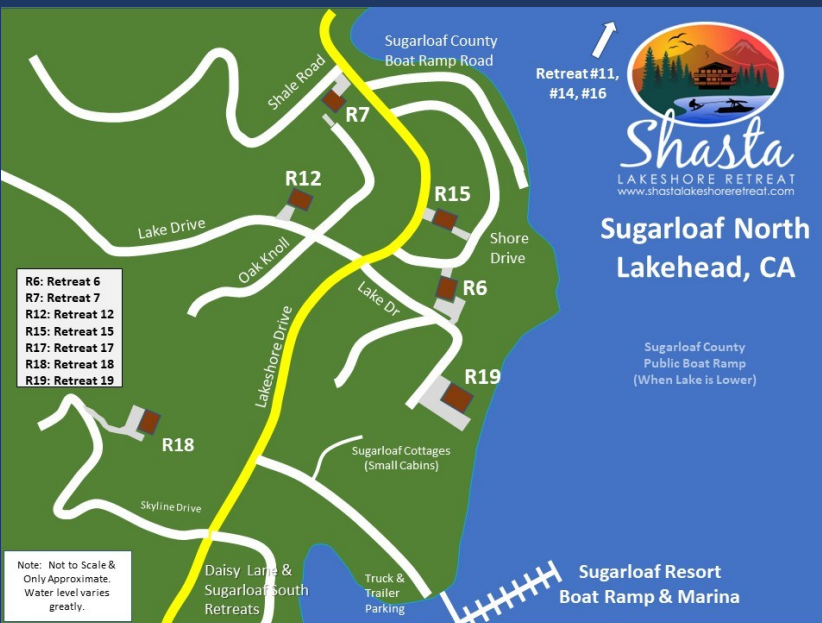 Sugarloaf County
Boat Ramp Road
Retreat #11,
#14, #16
Shasta
LAKESHORE RETREAT
www.shastalakeshoreretreat.com
Sugarloaf North
Lakehead, CA
Shale Road
R7
R12
R15
Lake Drive
Oak Knoll
Shore
Drive
R6: Retreat 6
R7: Retreat 7
R12: Retreat 12
R15: Retreat 15
R17: Retreat 17
R18: Retreat 18
R19: Retreat 19
Lake Dr
R6
Lakeshore Drive
Sugarloaf County
Public Boat Ramp
(When Lake is Lower)
R19
R18
Sugarloaf Cottages
(Small Cabins)
Skyline Drive
Note: Not to Scale &
Only Approximate.
Water level varies
greatly.
Daisy Lane &
Sugarloaf South
Retreats
Truck &
Trailer
Parking
Sugarloaf Resort
Boat Ramp & Marina